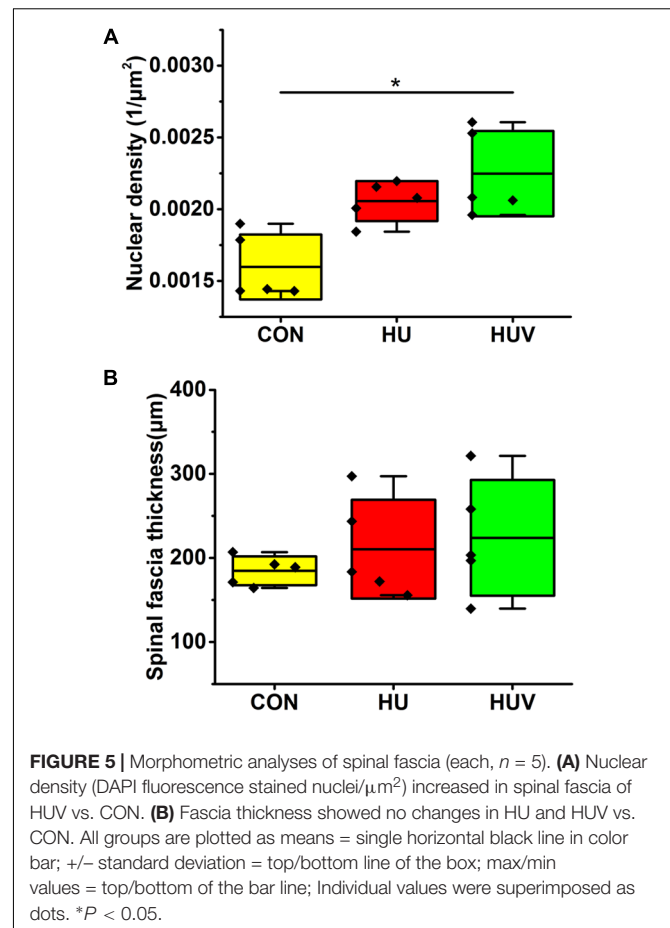 A
Nuclear density (1/μm²)
0.0030
0.0025
0.0020
0.0015
*
CON HU HUV
B
Spinal fascia thickness(μm)
400
300
200
100
CON HU HUV
FIGURE 5 | Morphometric analyses of spinal fascia (each, n = 5). (A) Nuclear
density (DAPI fluorescence stained nuclei/μm²) increased in spinal fascia of
HUV vs. CON. (B) Fascia thickness showed no changes in HU and HUV vs.
CON. All groups are plotted as means = single horizontal black line in color
bar; +/− standard deviation = top/bottom line of the box; max/min
values = top/bottom of the bar line; Individual values were superimposed as
dots. *P < 0.05.